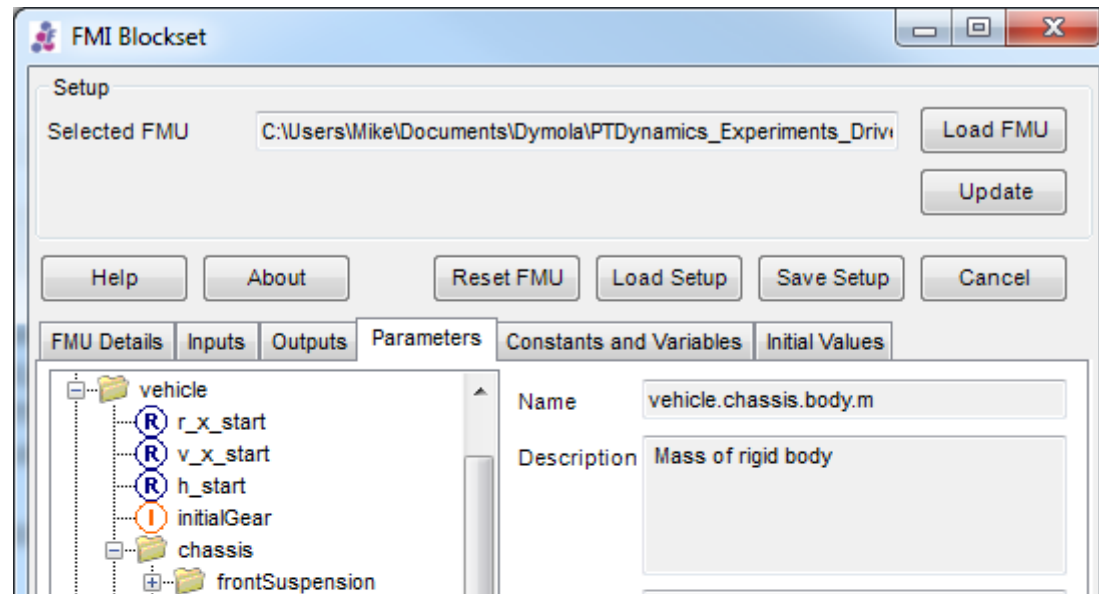 FMI Blockset
Setup
Selected FMU C:\Users\Mike\Documents\Dymola\PTDynamics_Experiments_Driv Load FMU
Update
Help About Reset FMU Load Setup Save Setup Cancel
FMU Details Inputs Outputs Parameters Constants and Variables Initial Values
vehicle
R r_x_start
R v_x_start
R h_start
I initialGear
chassis
frontSuspension
Name vehicle.chassis.body.m
Description Mass of rigid body